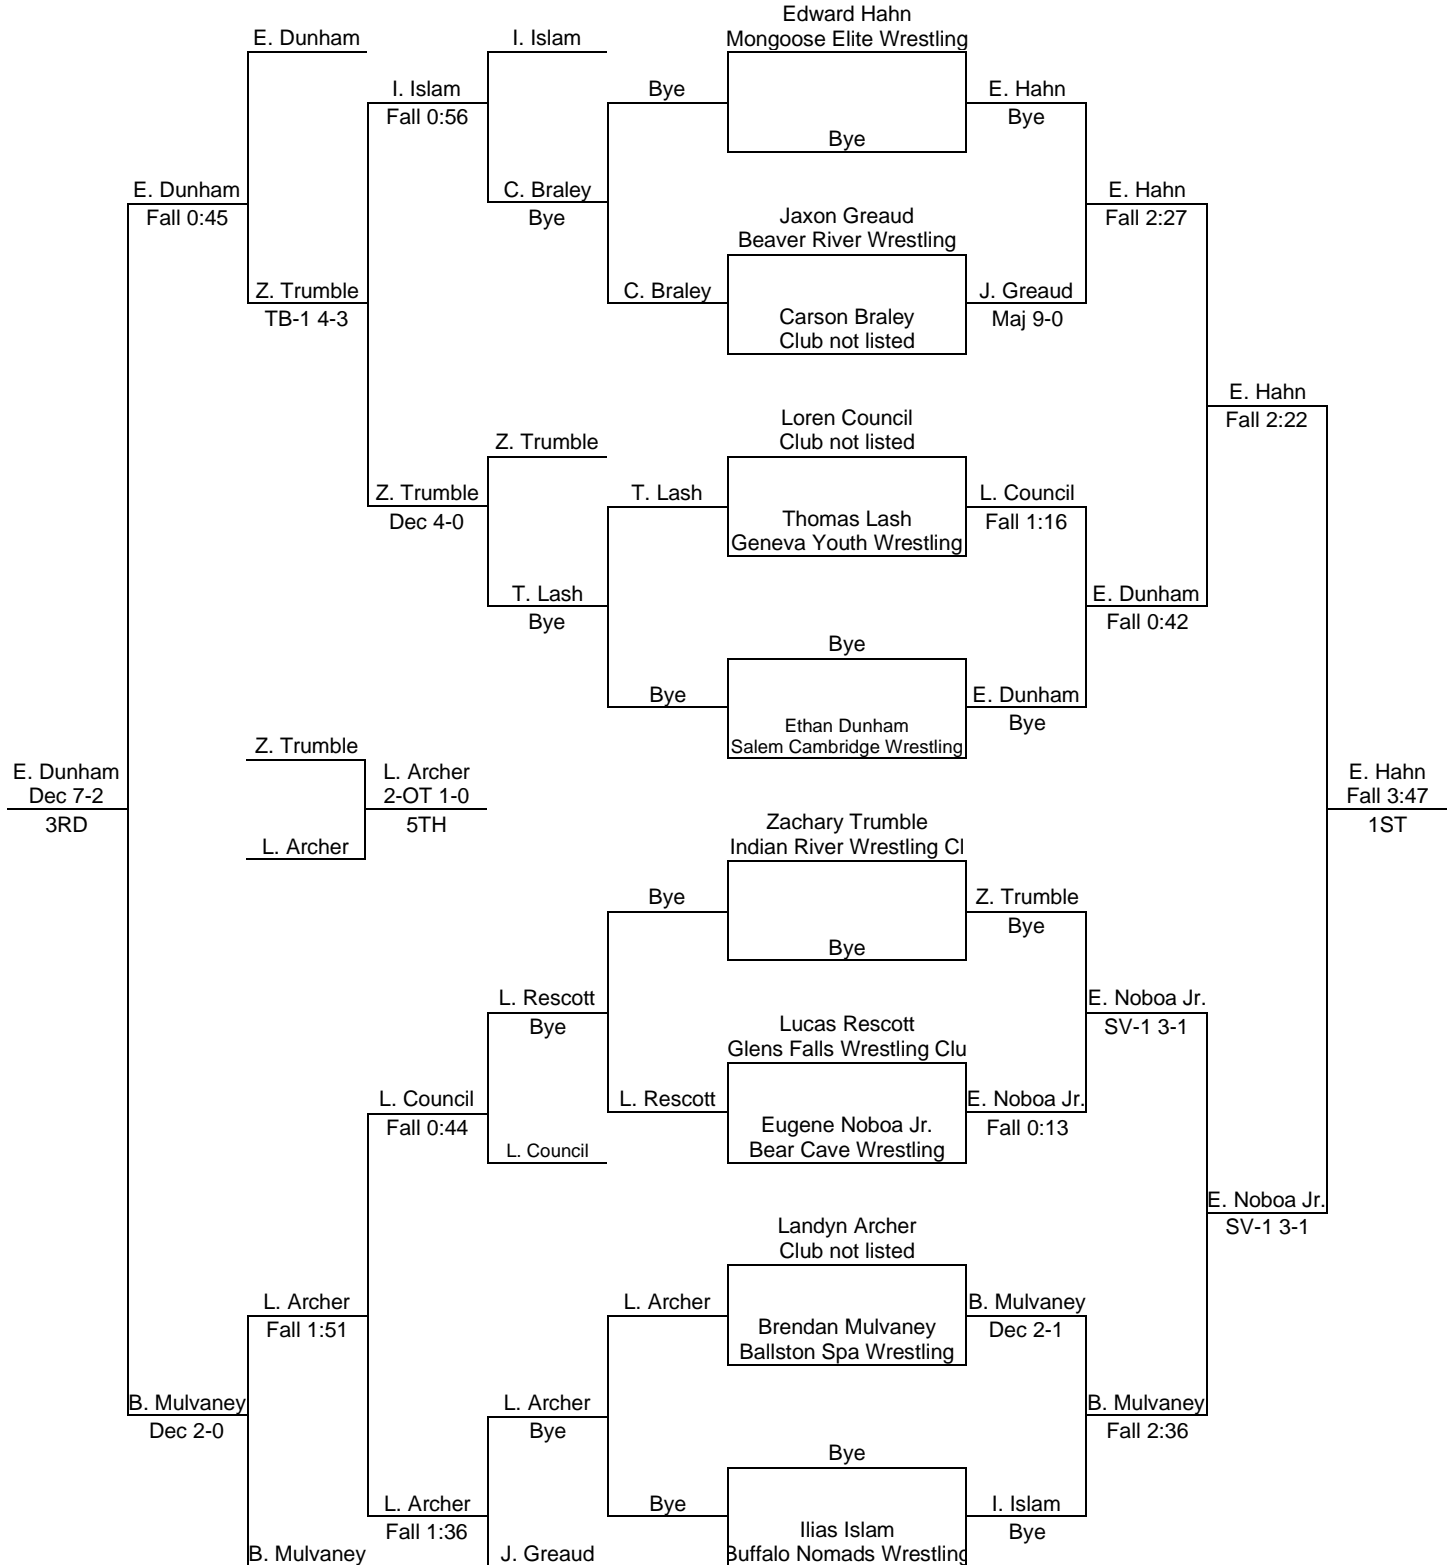 Edward Hahn
E. Dunham
I. Islam
Mongoose Elite Wrestling
I. Islam
Bye
E. Hahn
Fall 0:56
Bye
Bye
E. Dunham
C. Braley
E. Hahn
Fall 0:45
Bye
Jaxon Greaud
Fall 2:27
Beaver River Wrestling
Z. Trumble
C. Braley
J. Greaud
TB-1 4-3
Carson Braley
Maj 9-0
Club not listed
E. Hahn
Loren Council
Fall 2:22
Z. Trumble
Club not listed
Z. Trumble
T. Lash
L. Council
Dec 4-0
Thomas Lash
Fall 1:16
Geneva Youth Wrestling
T. Lash
E. Dunham
Bye
Fall 0:42
Bye
Bye
E. Dunham
Ethan Dunham
Bye
Z. Trumble
Salem Cambridge Wrestling
E. Dunham
L. Archer
E. Hahn
Dec 7-2
2-OT 1-0
Fall 3:47
3RD
5TH
Zachary Trumble
1ST
L. Archer
Indian River Wrestling Cl
Bye
Z. Trumble
Bye
Bye
L. Rescott
E. Noboa Jr.
Bye
Lucas Rescott
SV-1 3-1
Glens Falls Wrestling Clu
L. Council
L. Rescott
E. Noboa Jr.
Fall 0:44
Eugene Noboa Jr.
Fall 0:13
L. Council
Bear Cave Wrestling
E. Noboa Jr.
Landyn Archer
SV-1 3-1
Club not listed
L. Archer
L. Archer
B. Mulvaney
Fall 1:51
Brendan Mulvaney
Dec 2-1
Ballston Spa Wrestling
B. Mulvaney
L. Archer
B. Mulvaney
Dec 2-0
Bye
Fall 2:36
Bye
L. Archer
Bye
I. Islam
Fall 1:36
Ilias Islam
Bye
B. Mulvaney
J. Greaud
Buffalo Nomads Wrestling